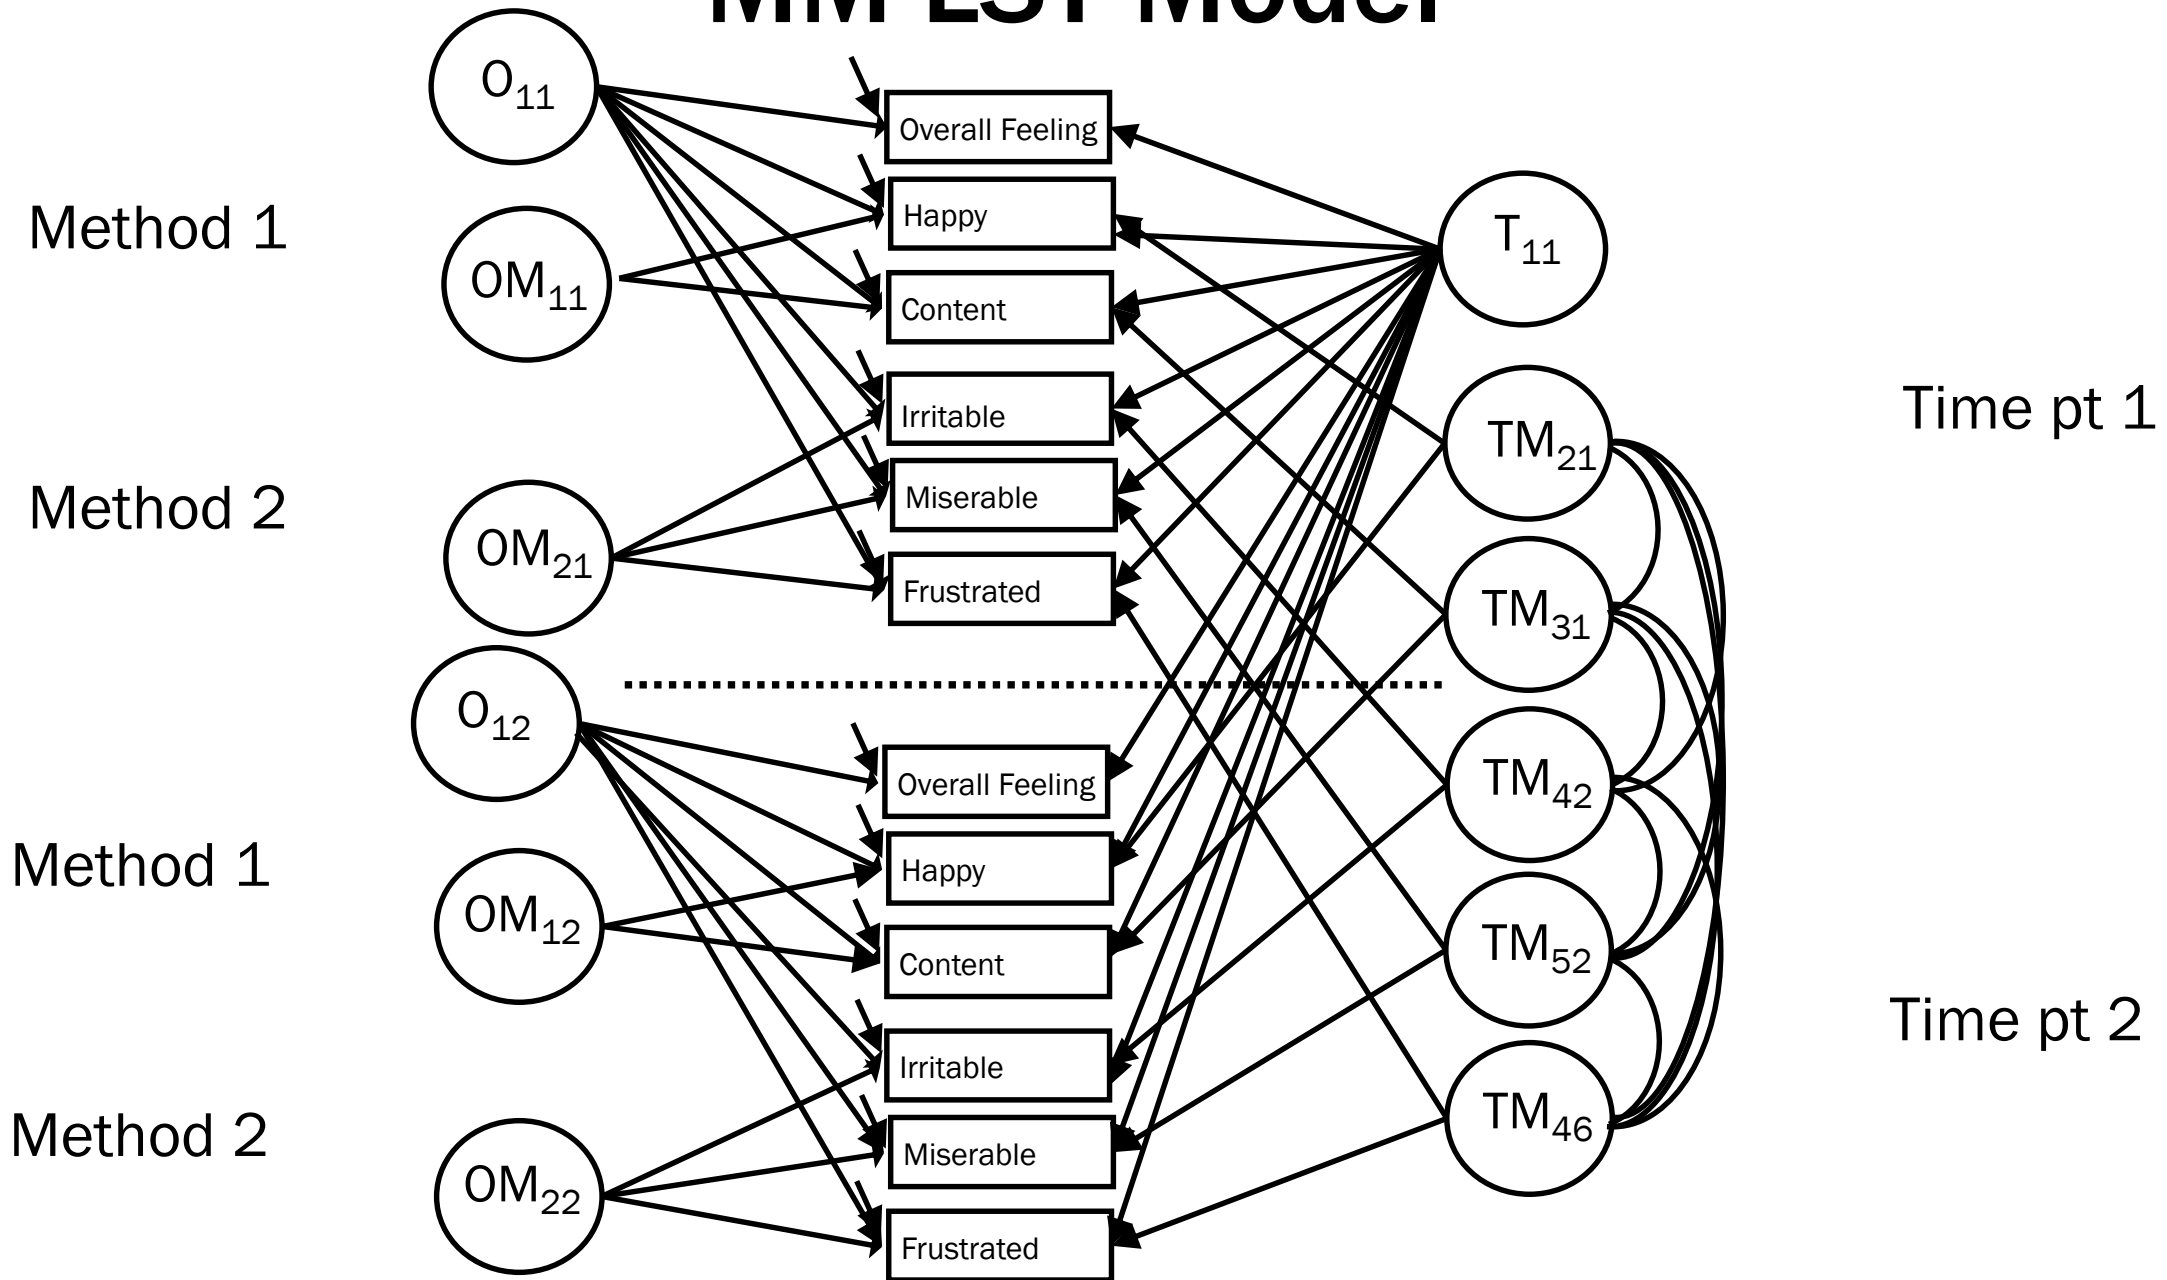 MM LST Model
O11
Overall Feeling
Happy
Method 1
T11
OM11
Content
Time pt 1
Irritable
TM21
Method 2
Miserable
OM21
Frustrated
TM31
O12
Overall Feeling
TM42
Method 1
Happy
OM12
Content
TM52
Time pt 2
Irritable
Method 2
Miserable
TM46
OM22
Frustrated